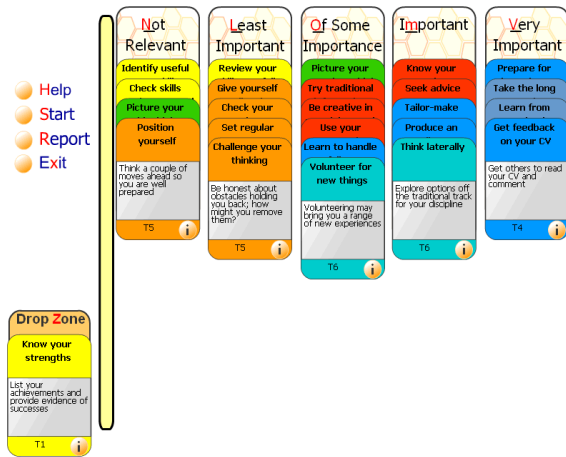 Help
Start
Report
Exit
Not
Relevant
Identify useful
Check skills
Picture your
Position
yourself
Think a couple of
moves ahead so
you are well
prepared
T5
Least
Important
Review your
Give yourself
Check your
Set regular
Challenge your
thinking
Be honest about
obstacles holding
you back; how
might you remove
them?
T5
Of Some
Importance
Picture your
Try traditional
Be creative in
Use your
Learn to handle
Volunteer for
new things
Volunteering may
bring you a range
of new experiences
T6
Important
Know your
Seek advice
Tailor-make
Produce an
Think laterally
Explore options off
the traditional track
for your discipline
T6
Very
Important
Prepare for
Take the long
Learn from
Get feedback
on your CV
Get others to read
your CV and
comment
T4
Drop Zone
Know your
strengths
List your
achievements and
provide evidence of
successes
T1